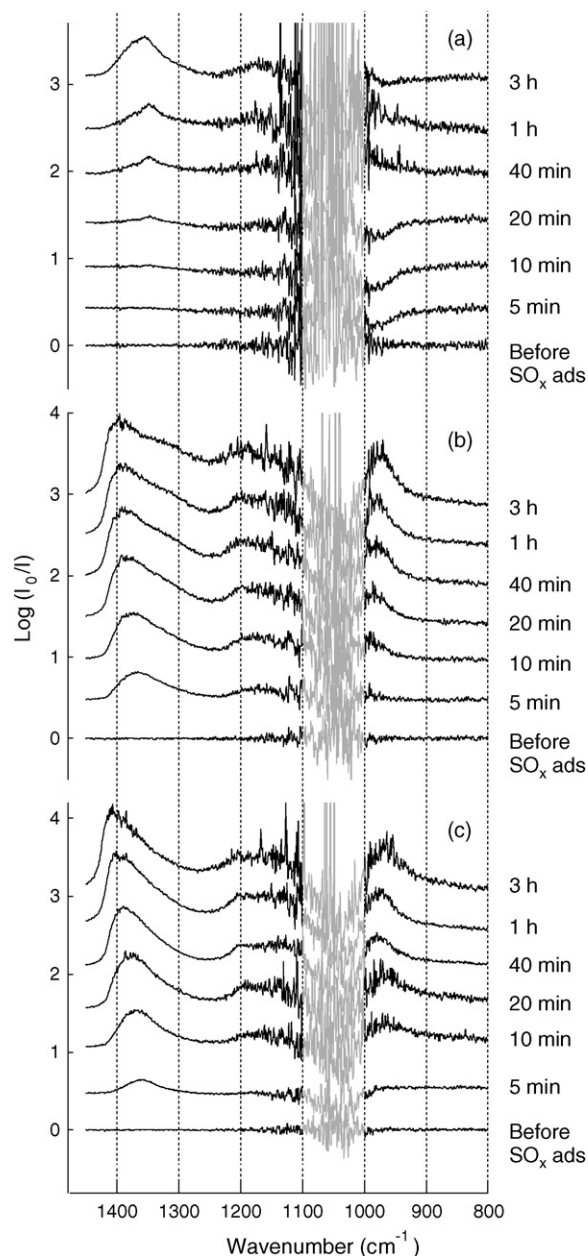 (a)
3
2
1
0
3 h
1 h
40 min
20 min
10 min
5 min
Before
SOx ads
(b)
4
3
2
1
0
3 h
1 h
40 min
20 min
10 min
5 min
Before
SOx ads
Log (I0/I)
(c)
4
3
2
1
0
3 h
1 h
40 min
20 min
10 min
5 min
Before
SOx ads
1400 1300 1200 1100 1000 900 800
Wavenumber (cm-1)